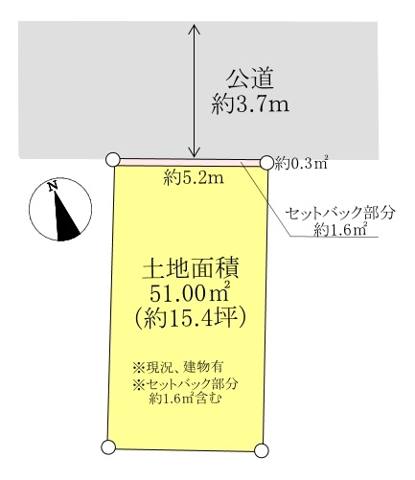 公道
約3.7m
約0.3㎡
約5.2m
セットバック部分
約1.6㎡
N
土地面積
51.00㎡
(約15.4坪)
※現況、建物有
※セットバック部分
約1.6㎡含む